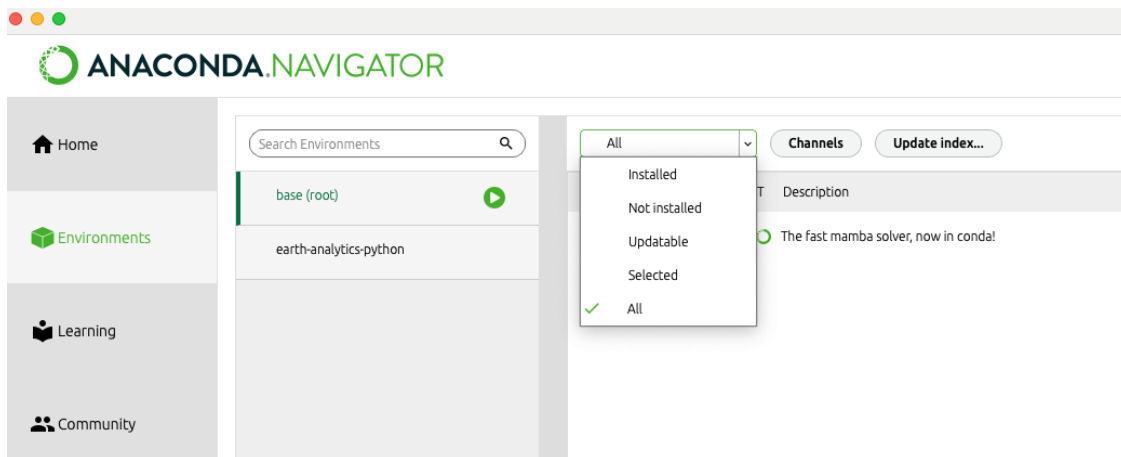 ANACONDA.NAVIGATOR
Home
Environments
Learning
Community
Search Environments
base (root)
earth-analytics-python
All
Channels
Update index...
Installed
Not installed
Updatable
Selected
All
T
Description
The fast mamba solver, now in conda!